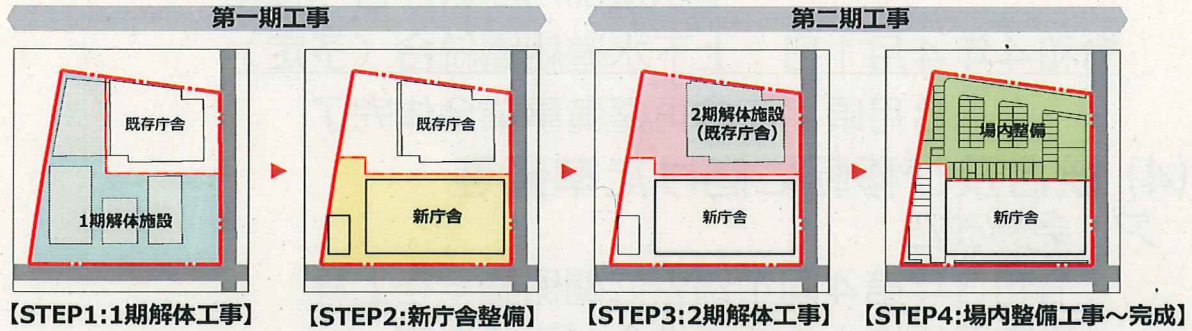 第一期工事
第二期工事
既存庁舎
1期解体施設
【STEP1:1期解体工事】
既存庁舎
新庁舎
【STEP2:新庁舎整備】
2期解体施設
(既存庁舎)
新庁舎
【STEP3:2期解体工事】
場内整備
新庁舎
【STEP4:場内整備工事～完成】